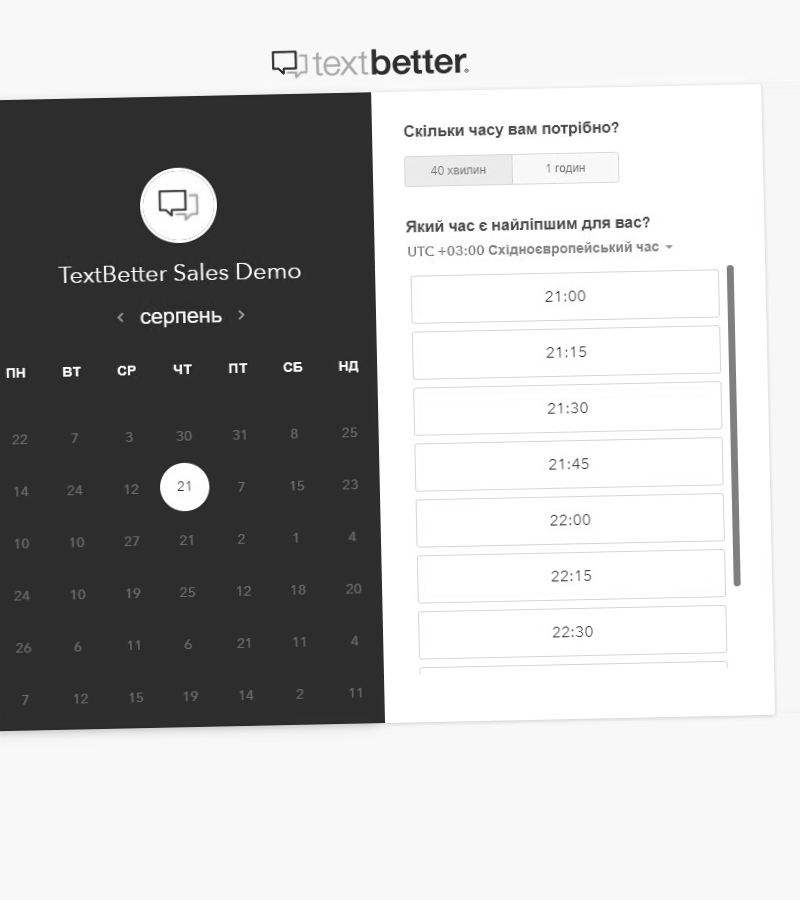 textbetter.
TextBetter Sales Demo
серпень
ПН ВТ СР ЧТ ПТ СБ НД
22 7 3 30 31 8 25
14 24 12 21 7 15 23
10 10 27 21 2 1 4
24 10 19 25 12 18 20
26 6 11 6 21 11 4
7 12 15 19 14 2 11
Скільки часу вам потрібно?
40 хвилин 1 годин
Який час є найліпшим для вас?
UTC +03:00 Східноєвропейський час
21:00
21:15
21:30
21:45
22:00
22:15
22:30